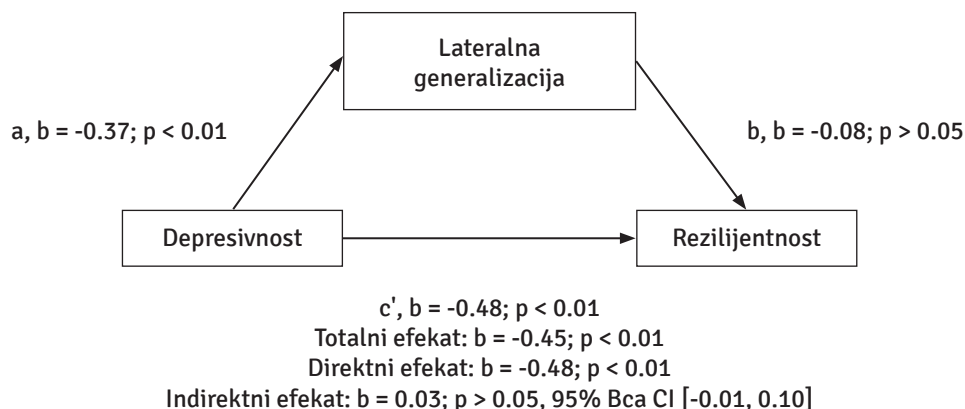 Lateralna
generalizacija
a, b = -0.37; p < 0.01
b, b = -0.08; p > 0.05
Depresivnost
Rezilijentnost
c', b = -0.48; p < 0.01
Totalni efekat: b = -0.45; p < 0.01
Direktni efekat: b = -0.48; p < 0.01
Indirektni efekat: b = 0.03; p > 0.05, 95% Bca CI [-0.01, 0.10]